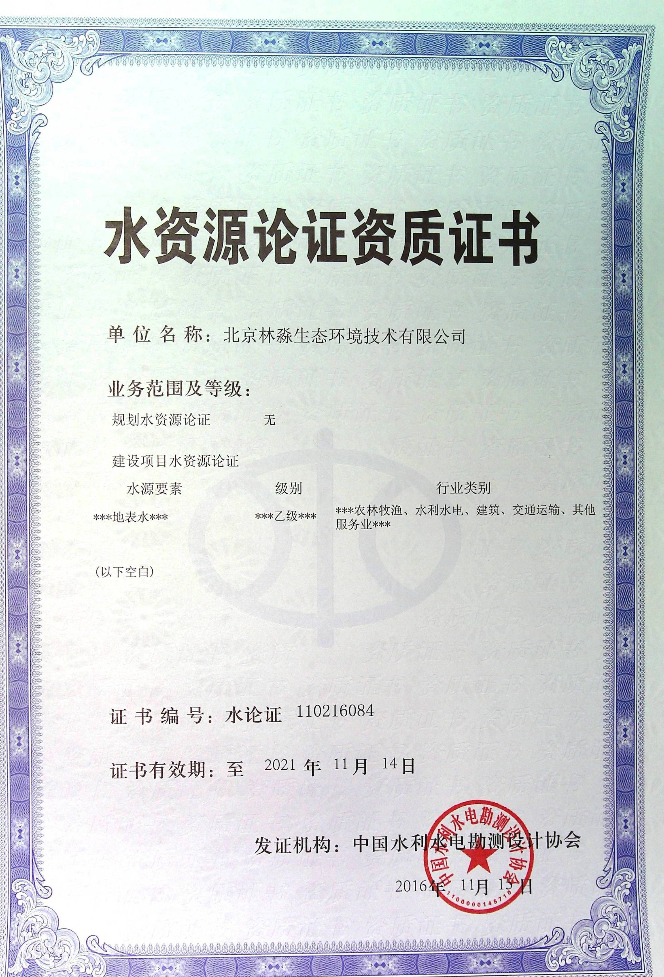 水资源论证资质证书
单位名称：北京林淼生态环境技术有限公司
业务范围及等级：
规划水资源论证 无
建设项目水资源论证
水源要素 级别 行业类别
***地表水*** ***乙级*** ***农林牧渔、水利水电、建筑、交通运输、其他
服务业***
(以下空白)
证书编号：水论证 110216084
证书有效期：至 2021 年 11 月 14 日
发证机构：中国水利水电勘测设计协会
2016年 11月 15日
中国水利水电勘测设计协会